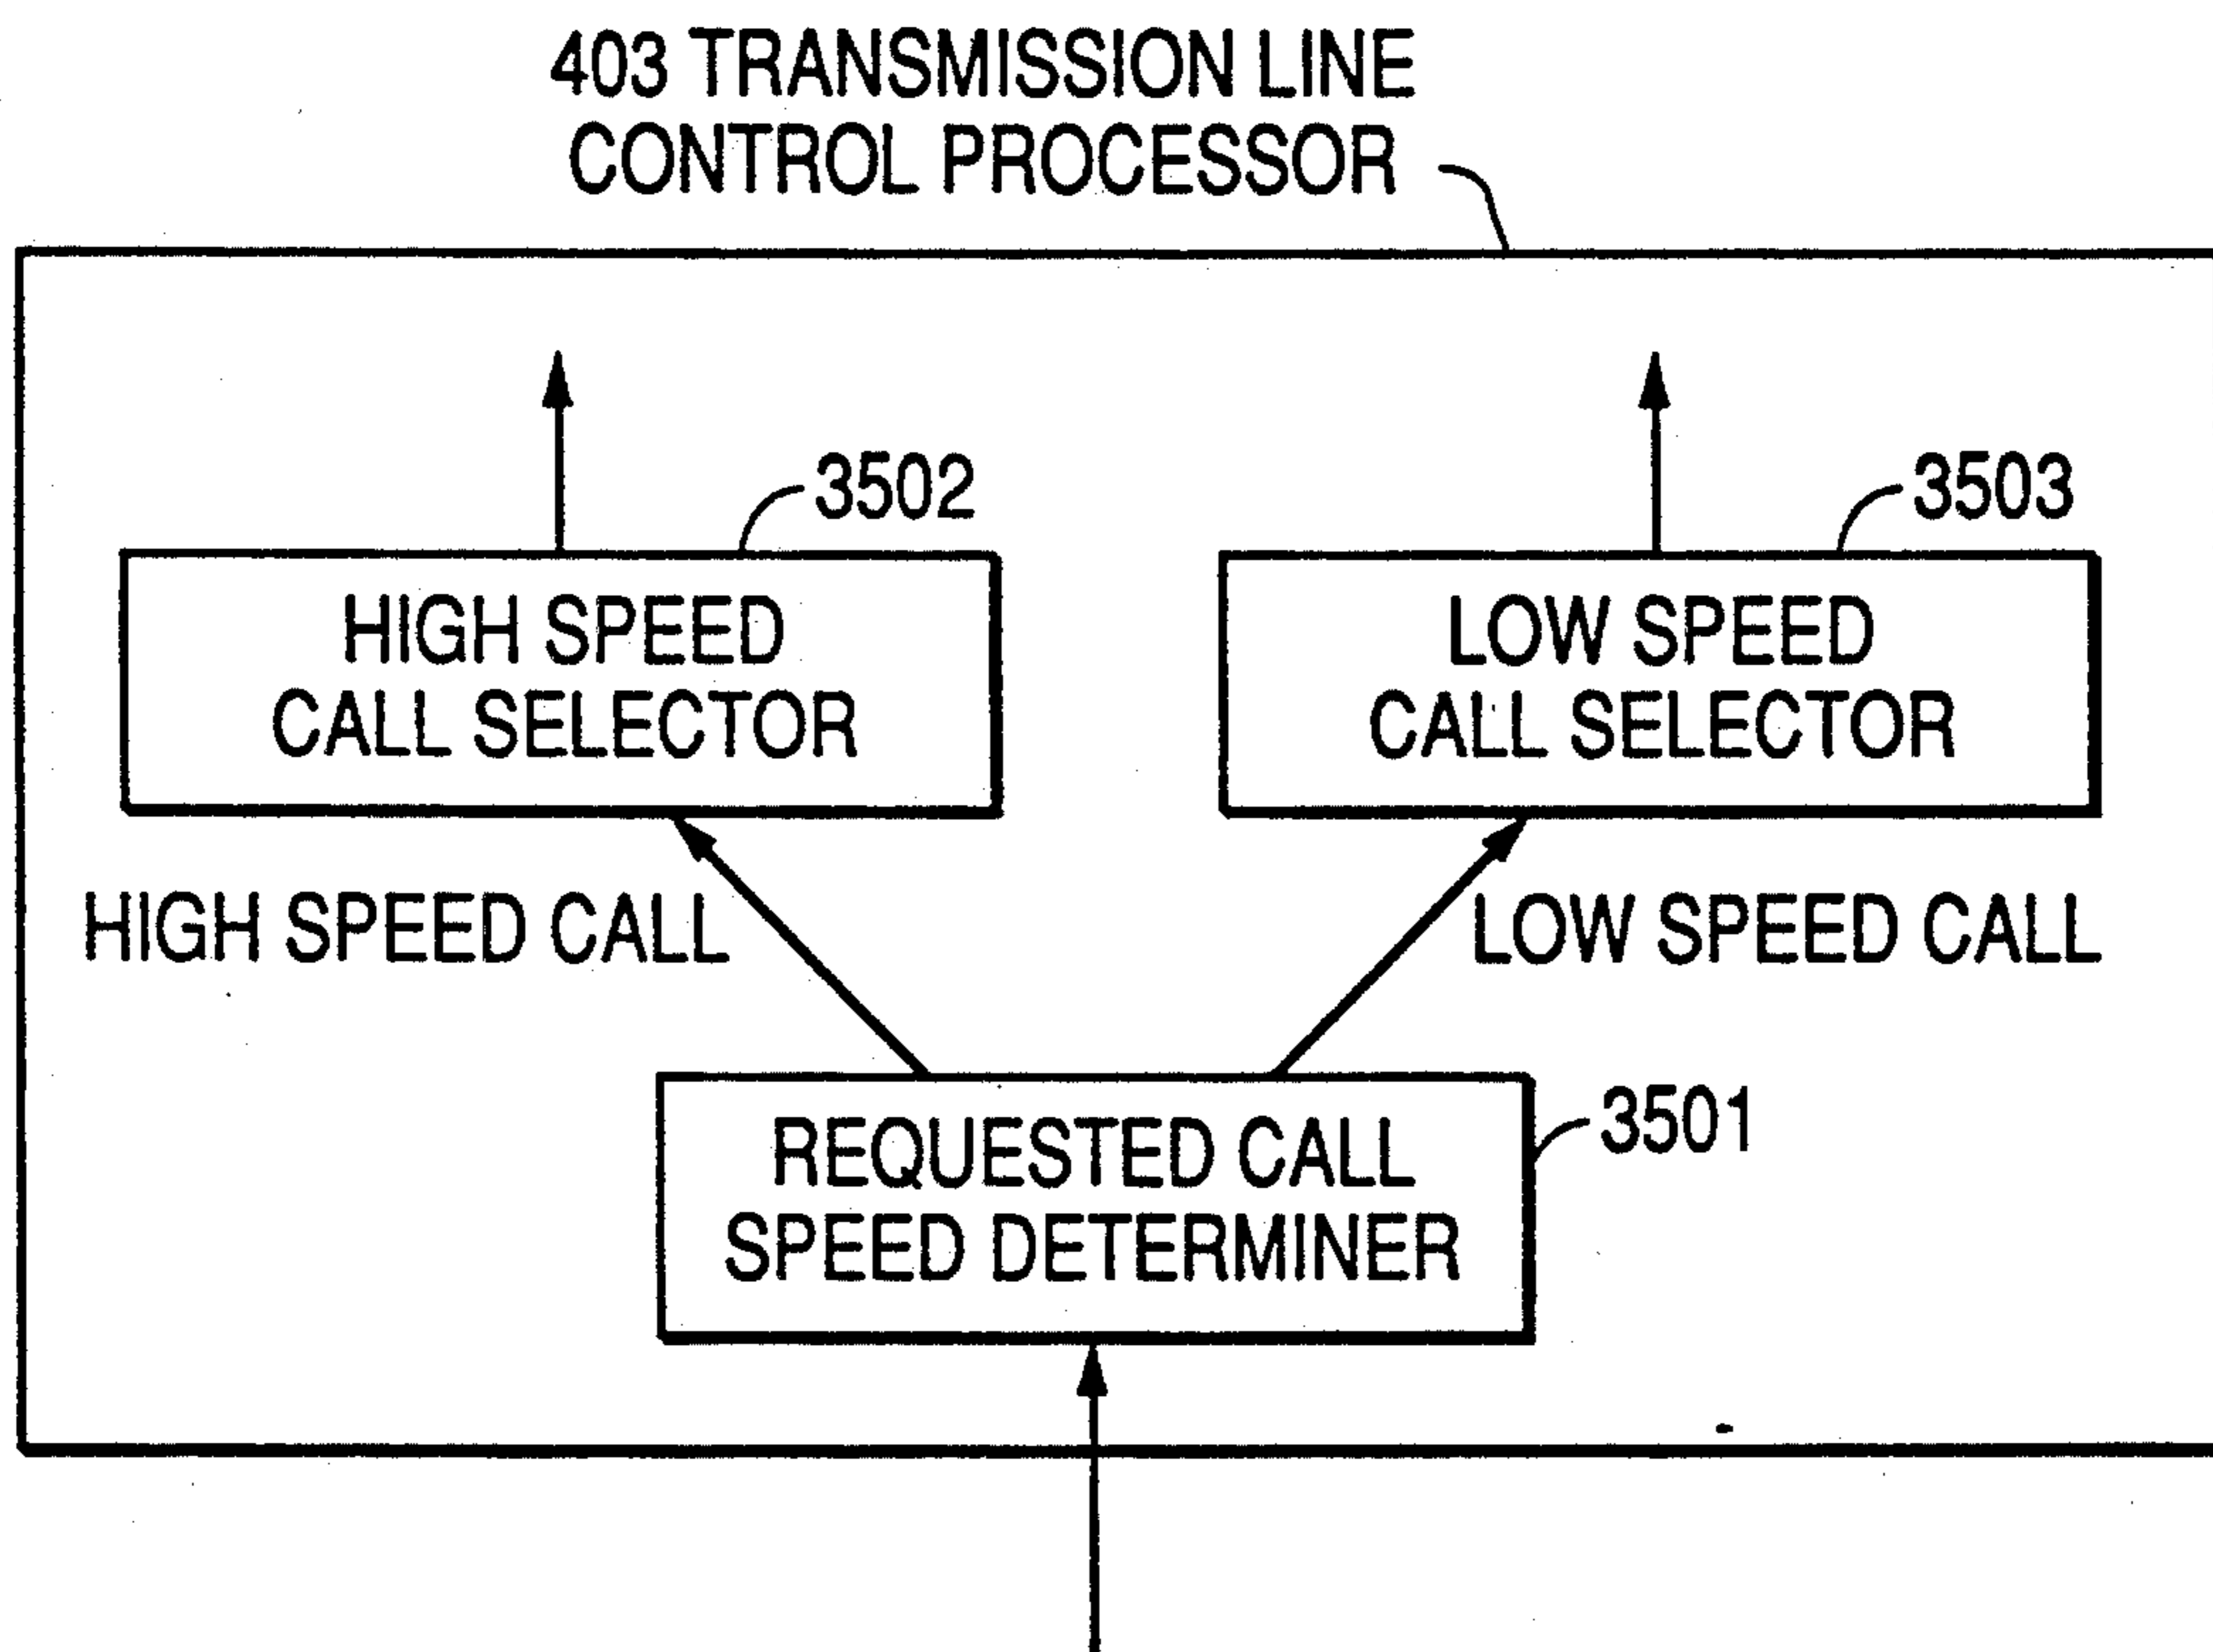 403 TRANSMISSION LINE
CONTROL PROCESSOR
3502
3503
HIGH SPEED
CALL SELECTOR
LOW SPEED
CALL SELECTOR
HIGH SPEED CALL
LOW SPEED CALL
REQUESTED CALL
SPEED DETERMINER
3501